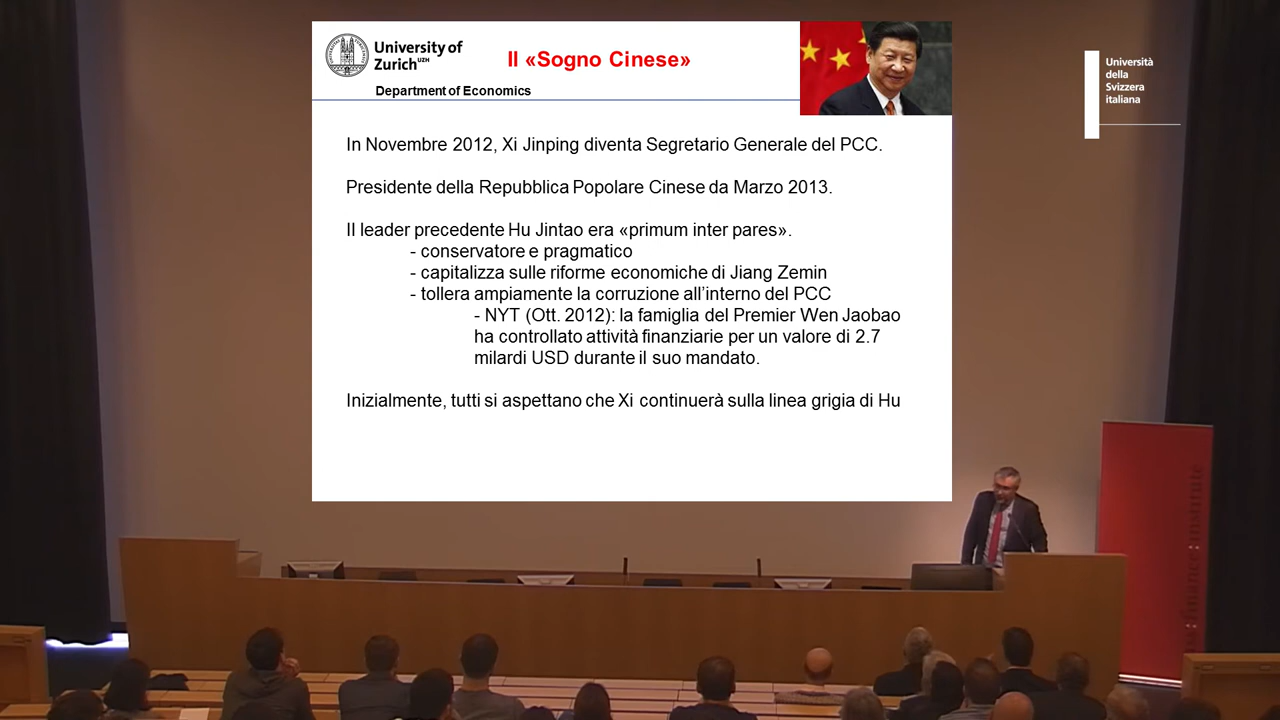 University of
Zurich UZH
Department of Economics
Il «Sogno Cinese»
Università
della
Svizzera
italiana
In Novembre 2012, Xi Jinping diventa Segretario Generale del PCC.
Presidente della Repubblica Popolare Cinese da Marzo 2013.
Il leader precedente Hu Jintao era «primum inter pares».
- conservatore e pragmatico
- capitalizza sulle riforme economiche di Jiang Zemin
- tollera ampiamente la corruzione all'interno del PCC
- NYT (Ott. 2012): la famiglia del Premier Wen Jaobao
ha controllato attività finanziarie per un valore di 2.7
milardi USD durante il suo mandato.
Inizialmente, tutti si aspettano che Xi continuerà sulla linea grigia di Hu
finance institute